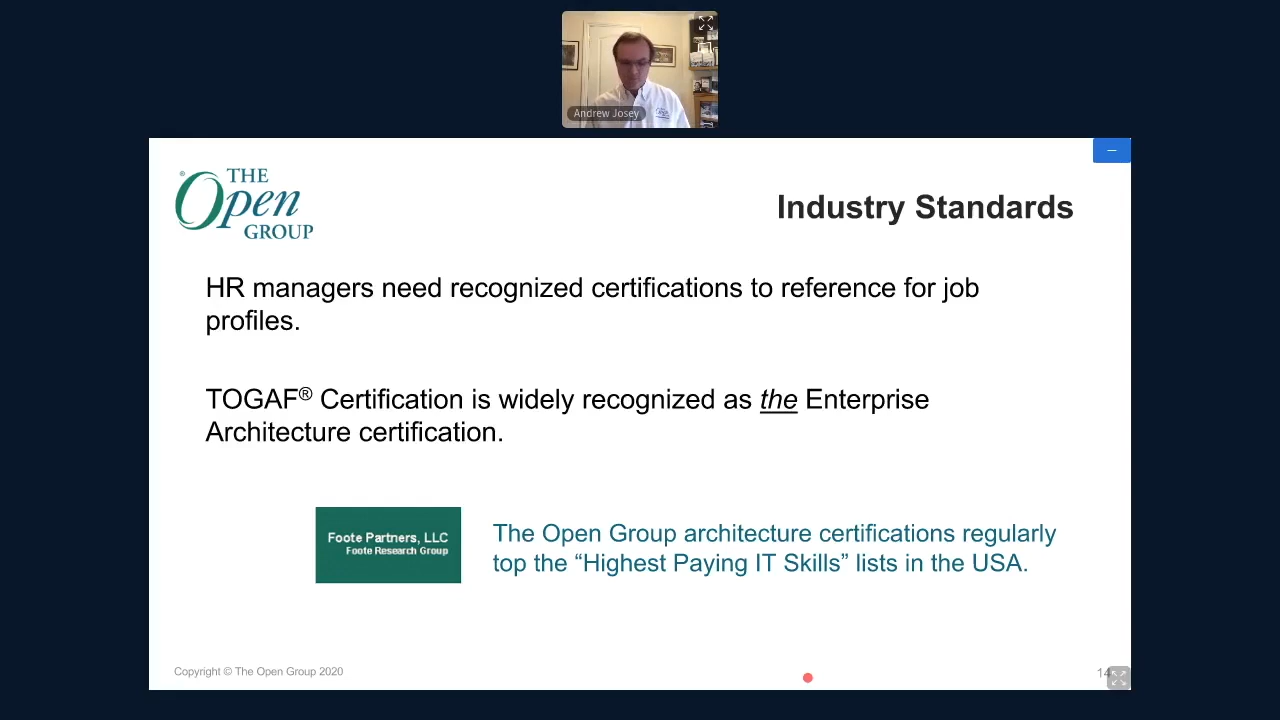 Andrew Josey
THE
Open
GROUP
®
Industry Standards
HR managers need recognized certifications to reference for job
profiles.
TOGAF® Certification is widely recognized as the Enterprise
Architecture certification.
Foote Partners, LLC
Foote Research Group
The Open Group architecture certifications regularly
top the “Highest Paying IT Skills” lists in the USA.
Copyright © The Open Group 2020
14